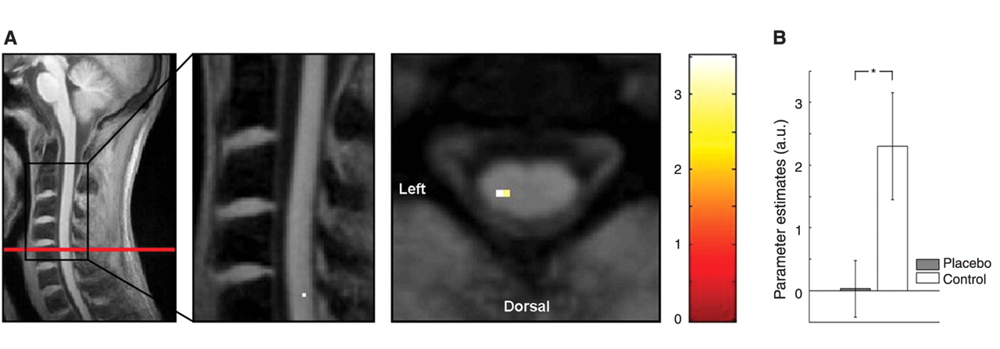 A
B
Left
Dorsal
3
2
1
0
*
Parameter estimates (a.u.)
3
2
1
0
Placebo
Control